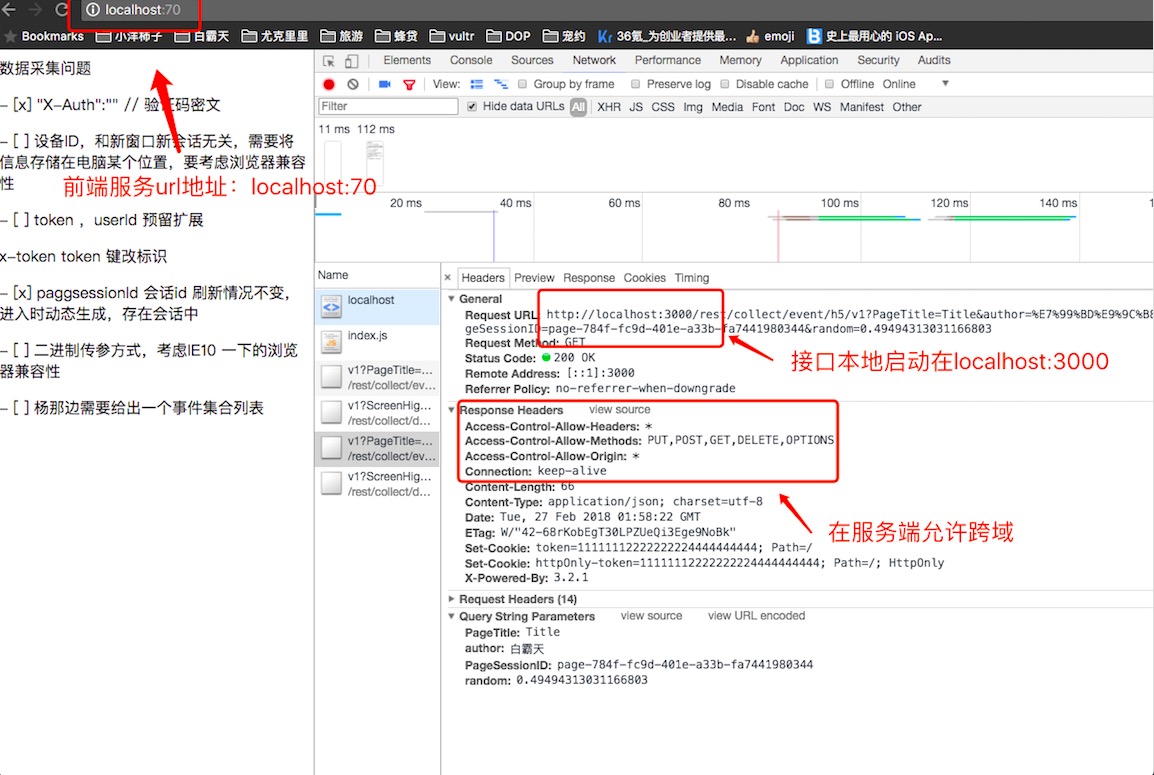 localhost:70
Bookmarks 小洋柿子 白霸天 尤克里里 旅游 蜂贷 vultr DOP 宠约 36氪_为创业者提供最... emoji 史上最用心的 iOS Ap...
数据采集问题
– [x] "X-Auth":"" // 验证码密文
– [ ] 设备ID，和新窗口新会话无关，需要将
信息存储在电脑某个位置，要考虑浏览器兼容
性
前端服务url地址：localhost:70
– [ ] token ，userId 预留扩展
x-token token 键改标识
– [x] paggsessionId 会话id 刷新情况不变，
进入时动态生成，存在会话中
– [ ] 二进制传参方式，考虑IE10 一下的浏览
器兼容性
– [ ] 杨那边需要给出一个事件集合列表
Elements Console Sources Network Performance Memory Application Security Audits
View: Group by frame Preserve log Disable cache Offline Online
Filter Hide data URLs All XHR JS CSS Img Media Font Doc WS Manifest Other
11 ms 112 ms
20 ms 40 ms 60 ms 80 ms 100 ms 120 ms 140 ms
Name
localhost
index.js
v1?PageTitle=...
/rest/collect/ev...
v1?ScreenHig...
/rest/collect/d...
v1?PageTitle=...
/rest/collect/ev...
v1?ScreenHig...
/rest/collect/d...
× Headers Preview Response Cookies Timing
General
Request URL: http://localhost:3000/rest/collect/event/h5/v1?PageTitle=Title&author=%E7%99%BD%E9%9C%B8
geSessionID=page-784f-fc9d-401e-a33b-fa7441980344&random=0.49494313031166803
Request Method: GET
Status Code: 200 OK
Remote Address: [::1]:3000
Referrer Policy: no-referrer-when-downgrade
接口本地启动在localhost:3000
Response Headers view source
Access-Control-Allow-Headers: *
Access-Control-Allow-Methods: PUT,POST,GET,DELETE,OPTIONS
Access-Control-Allow-Origin: *
Connection: keep-alive
Content-Length: 66
Content-Type: application/json; charset=utf-8
Date: Tue, 27 Feb 2018 01:58:22 GMT
ETag: W/"42-68rKobEgT30LPZUeQi3Ege9NoBk"
Set-Cookie: token=11111112222222224444444444; Path=/
Set-Cookie: httpOnly-token=11111112222222224444444444; Path=/; HttpOnly
X-Powered-By: 3.2.1
在服务端允许跨域
Request Headers (14)
Query String Parameters view source view URL encoded
PageTitle: Title
author: 白霸天
PageSessionID: page-784f-fc9d-401e-a33b-fa7441980344
random: 0.49494313031166803